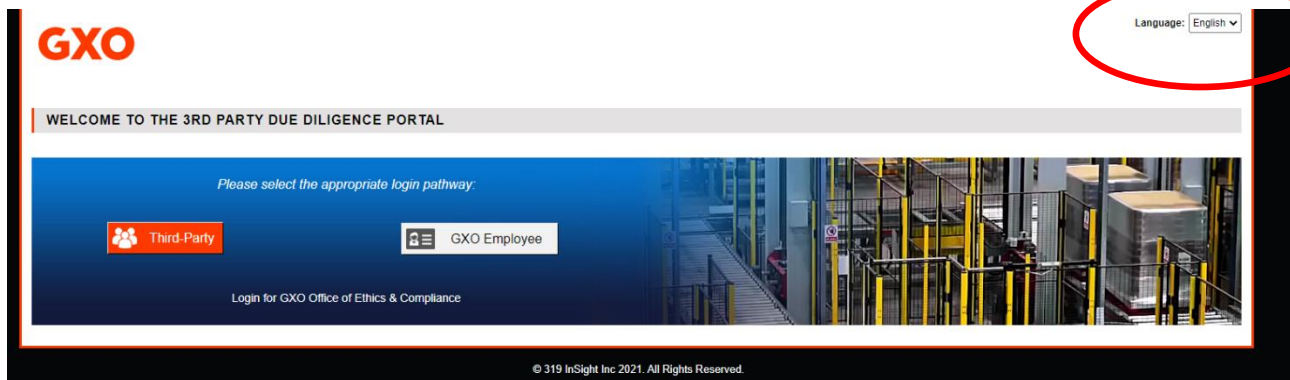 GXO
Language: English
WELCOME TO THE 3RD PARTY DUE DILIGENCE PORTAL
Please select the appropriate login pathway:
Third-Party
GXO Employee
Login for GXO Office of Ethics & Compliance
© 319 InSight Inc 2021. All Rights Reserved.